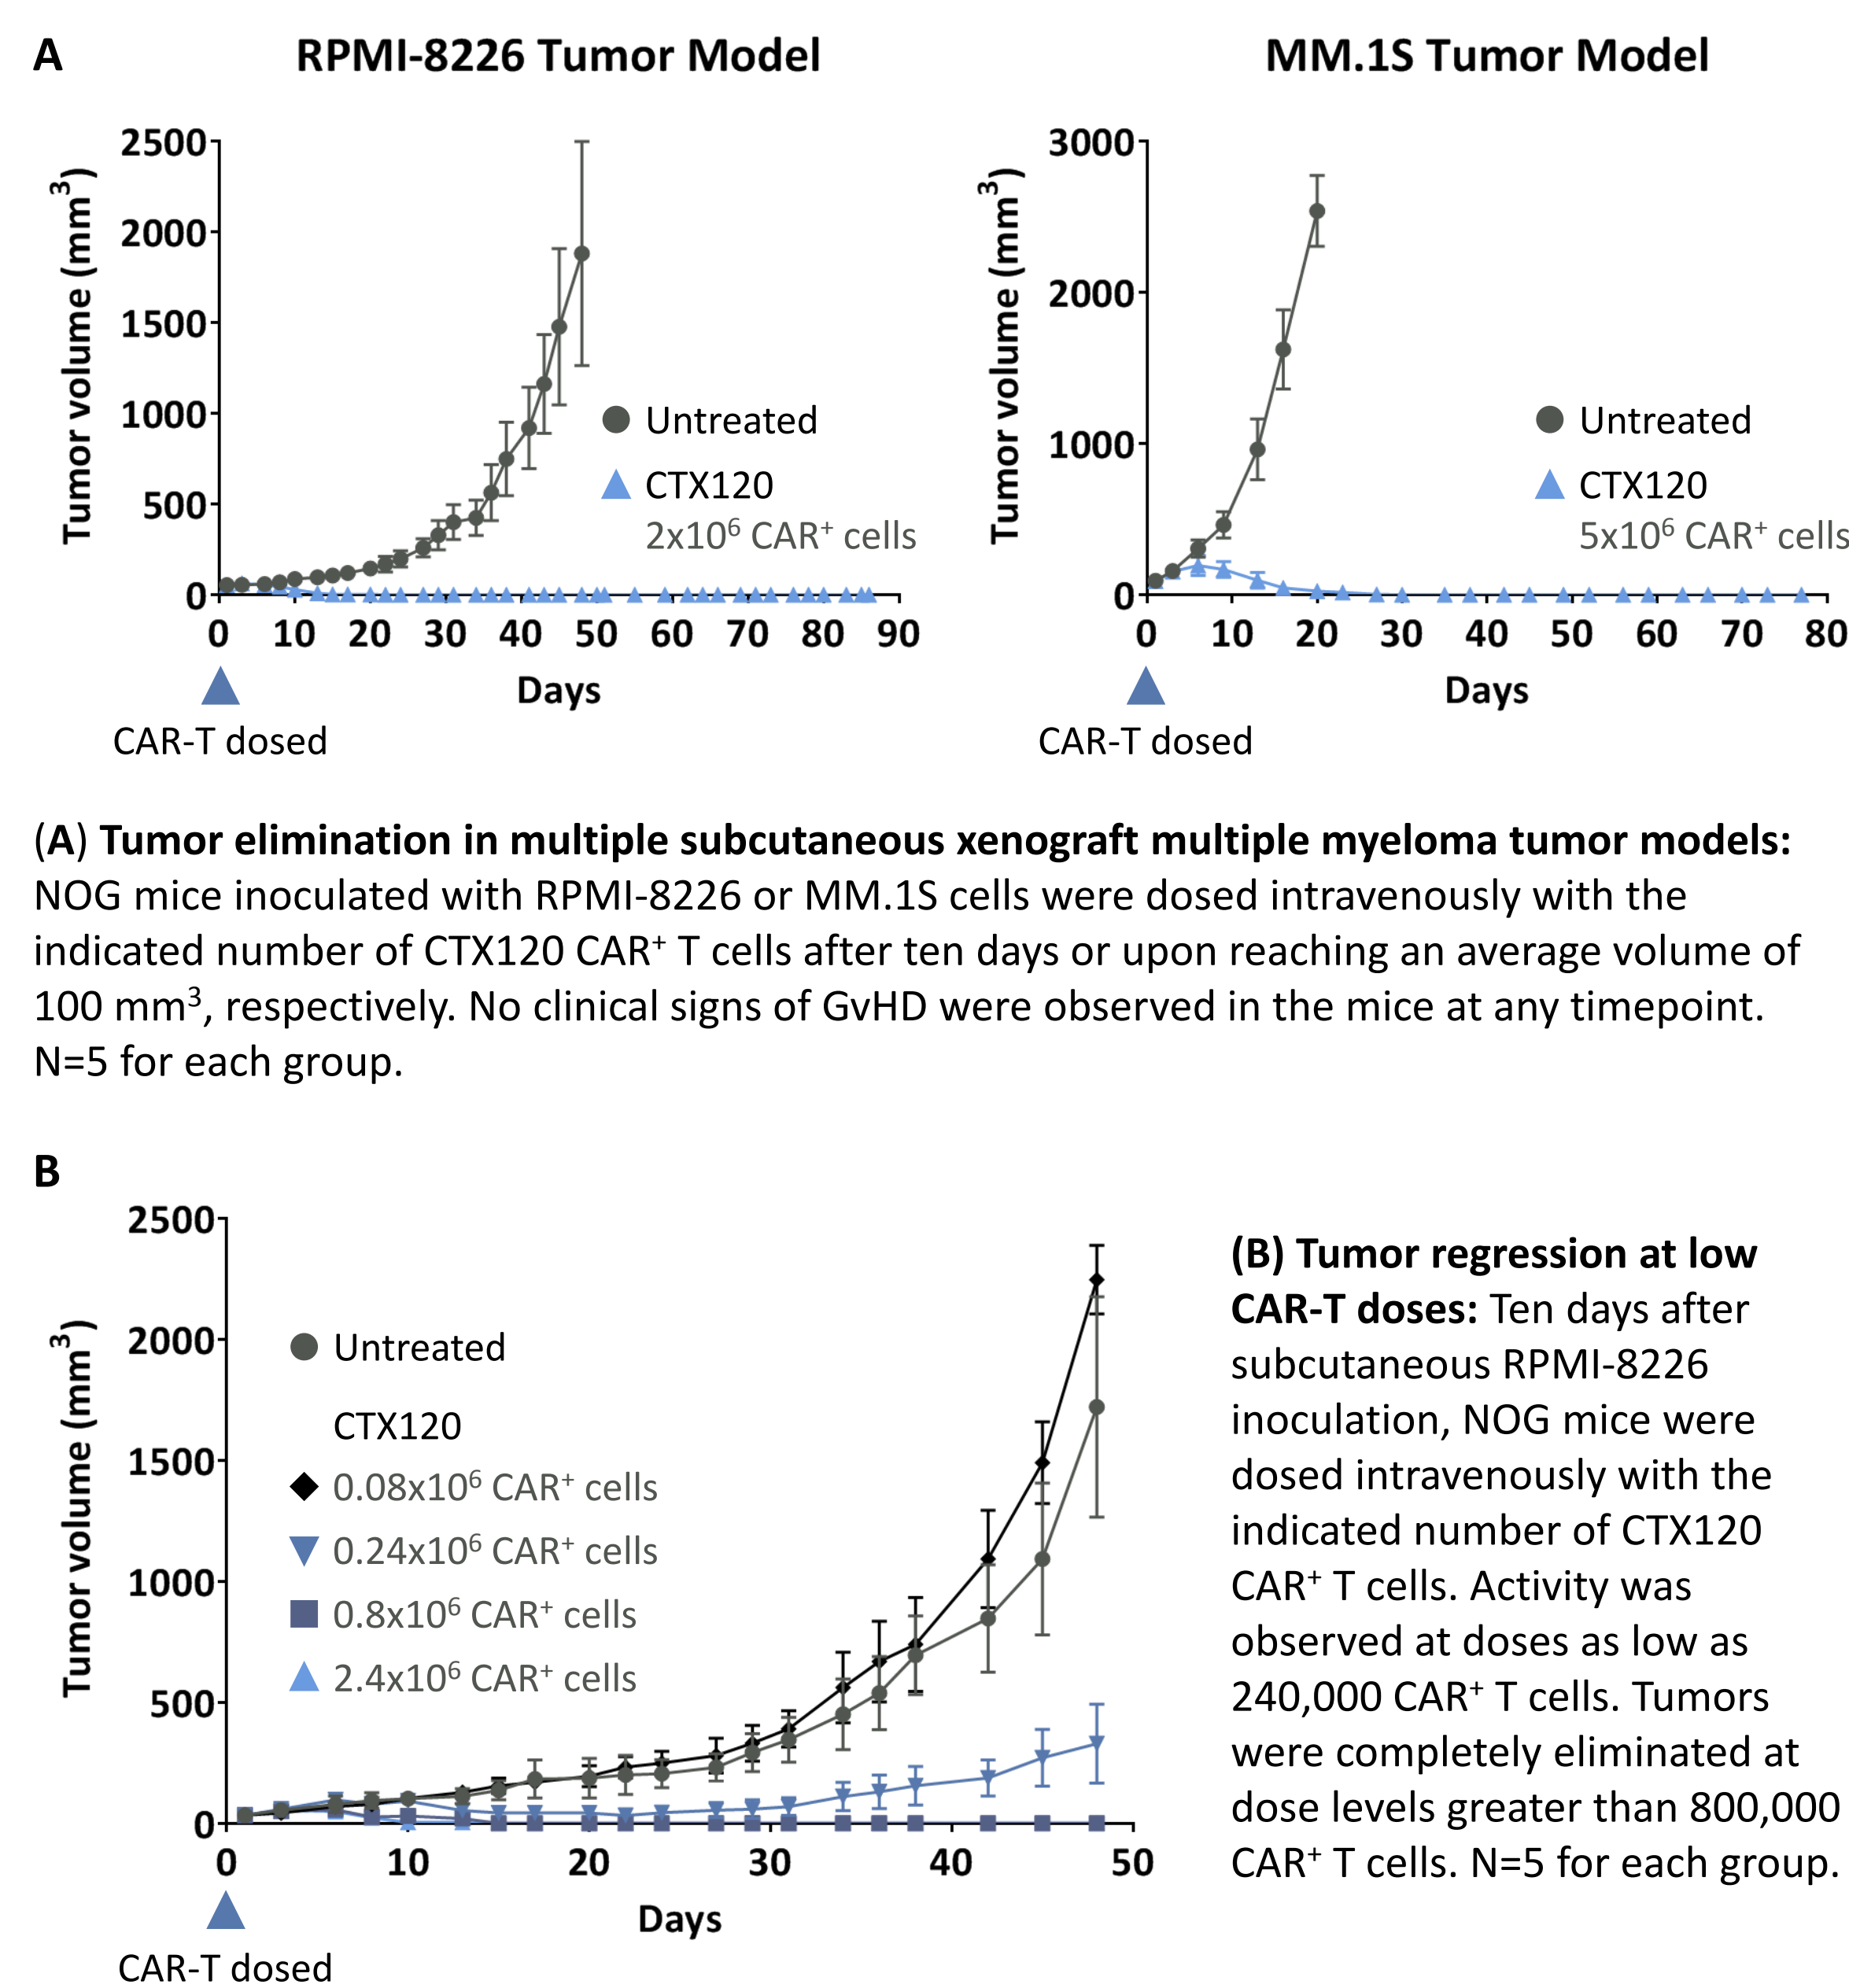 A
RPMI-8226 Tumor Model
MM.1S Tumor Model
Tumor volume (mm³)
2500
2000
1500
1000
500
0
0 10 20 30 40 50 60 70 80 90
Days
Untreated
CTX120
2x10⁶ CAR⁺ cells
CAR-T dosed
Tumor volume (mm³)
3000
2000
1000
0
0 10 20 30 40 50 60 70 80
Days
Untreated
CTX120
5x10⁶ CAR⁺ cells
CAR-T dosed
(A) Tumor elimination in multiple subcutaneous xenograft multiple myeloma tumor models:
NOG mice inoculated with RPMI-8226 or MM.1S cells were dosed intravenously with the
indicated number of CTX120 CAR⁺ T cells after ten days or upon reaching an average volume of
100 mm³, respectively. No clinical signs of GvHD were observed in the mice at any timepoint.
N=5 for each group.
B
Tumor volume (mm³)
2500
2000
1500
1000
500
0
0 10 20 30 40 50
Days
Untreated
CTX120
0.08x10⁶ CAR⁺ cells
0.24x10⁶ CAR⁺ cells
0.8x10⁶ CAR⁺ cells
2.4x10⁶ CAR⁺ cells
CAR-T dosed
(B) Tumor regression at low
CAR-T doses: Ten days after
subcutaneous RPMI-8226
inoculation, NOG mice were
dosed intravenously with the
indicated number of CTX120
CAR⁺ T cells. Activity was
observed at doses as low as
240,000 CAR⁺ T cells. Tumors
were completely eliminated at
dose levels greater than 800,000
CAR⁺ T cells. N=5 for each group.